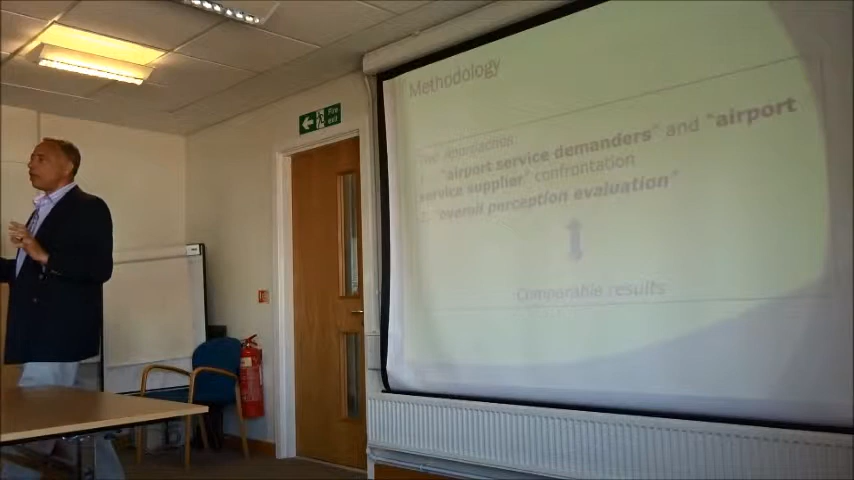 Methodology
Fire
exit
Two Approaches:
1. "airport service demanders" and "airport
service supplier" confrontation
2. "overall perception evaluation"
Comparable results